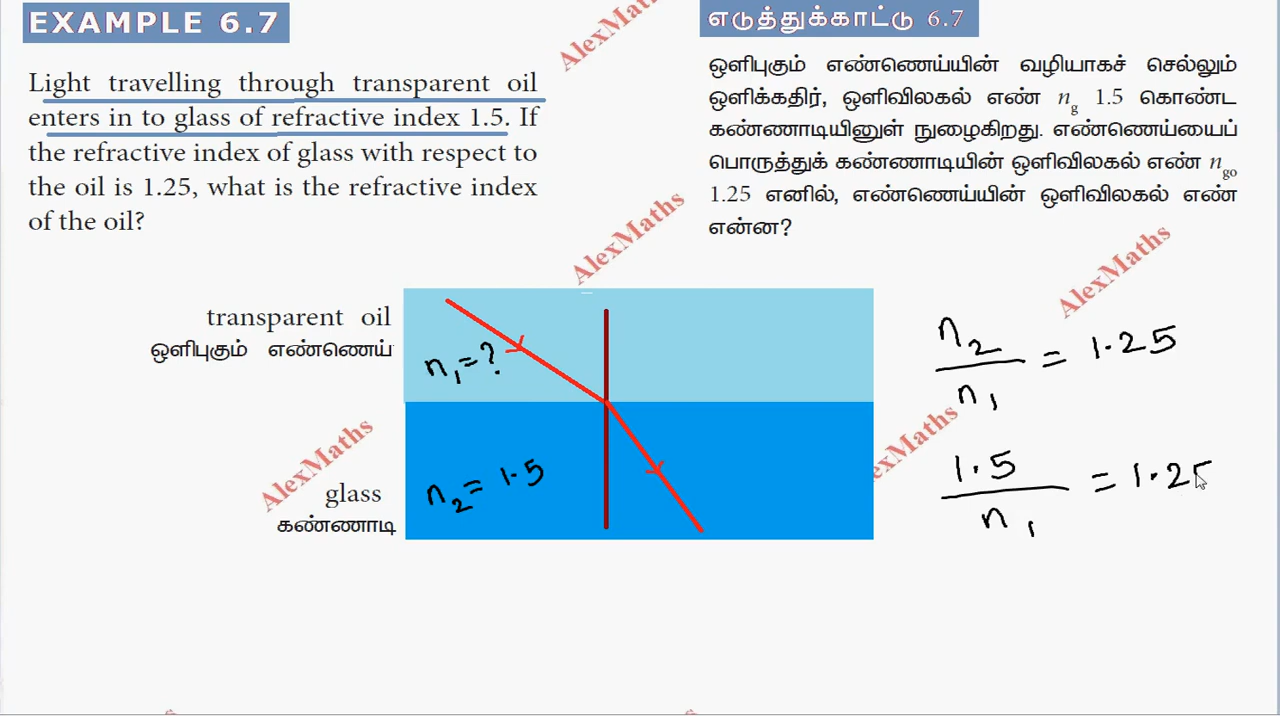 EXAMPLE 6.7
Light travelling through transparent oil
enters in to glass of refractive index 1.5. If
the refractive index of glass with respect to
the oil is 1.25, what is the refractive index
of the oil?
எடுத்துக்காட்டு 6.7
ஒளிபுகும் எண்ணெய்யின் வழியாகச் செல்லும்
ஒளிக்கதிர், ஒளிவிலகல் எண் ng 1.5 கொண்ட
கண்ணாடியினுள் நுழைகிறது. எண்ணெய்யைப்
பொருத்துக் கண்ணாடியின் ஒளிவிலகல் எண் ngo
1.25 எனில், எண்ணெய்யின் ஒளிவிலகல் எண்
என்ன?
AlexMaths
AlexMaths
AlexMaths
transparent oil
ஒளிபுகும் எண்ணெய்
n1 = ?
glass
கண்ணாடி
n2 = 1.5
AlexMaths
AlexMaths
n2
— = 1.25
n1
1.5
— = 1.25
n1